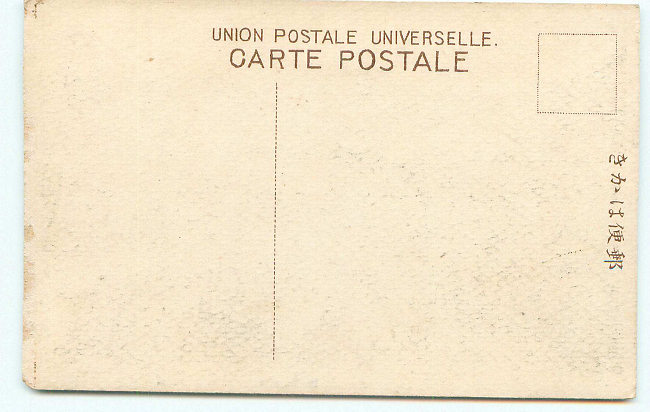 UNION POSTALE UNIVERSELLE.
CARTE POSTALE
郵便はかき